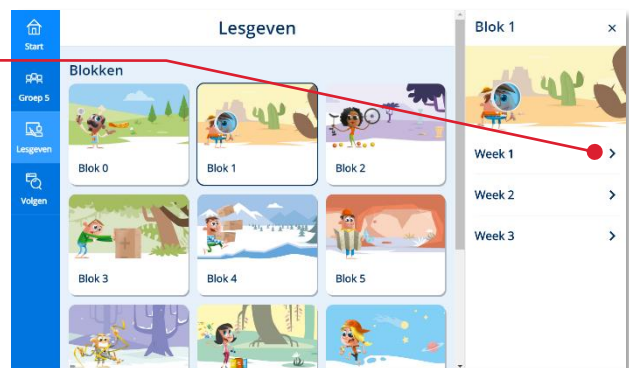 Start
Groep 5
Lesgeven
Volgen
Lesgeven
Blokken
Blok 0
Blok 1
Blok 2
Blok 3
Blok 4
Blok 5
Blok 1
Week 1
Week 2
Week 3